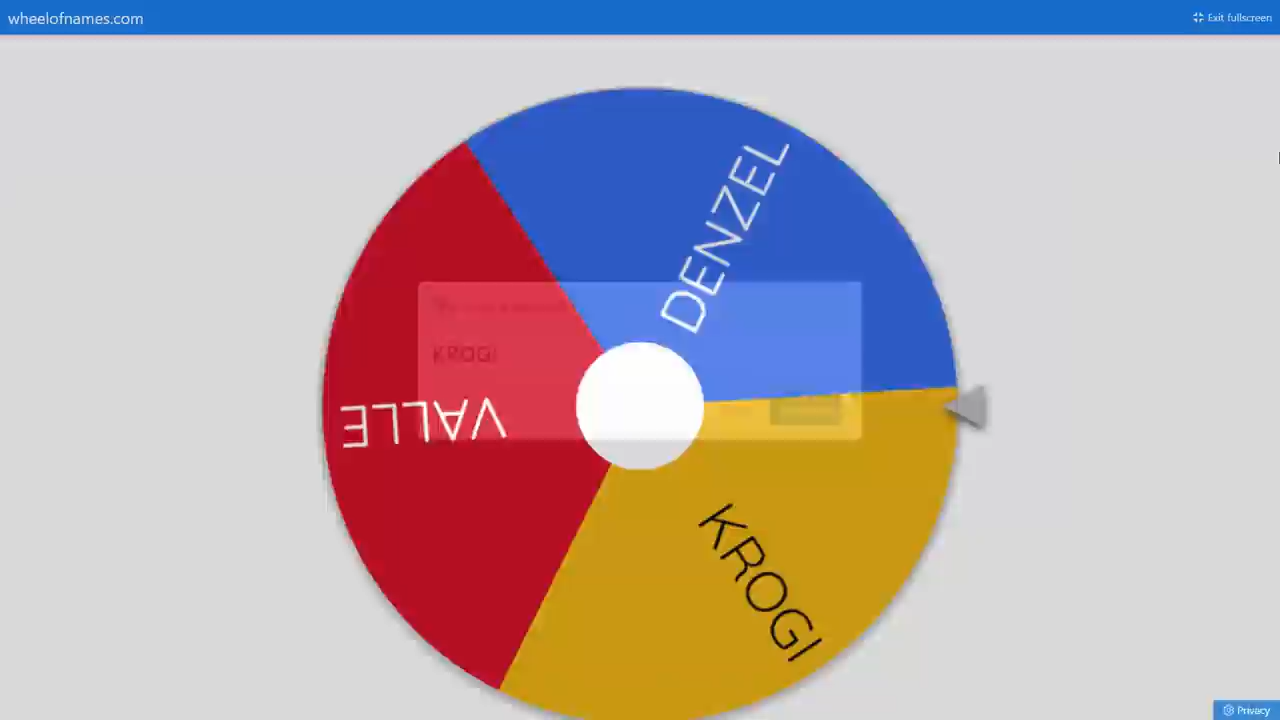 wheelofnames.com
Exit fullscreen
DENZEL
KROGI
VALLE
KROGI
Privacy